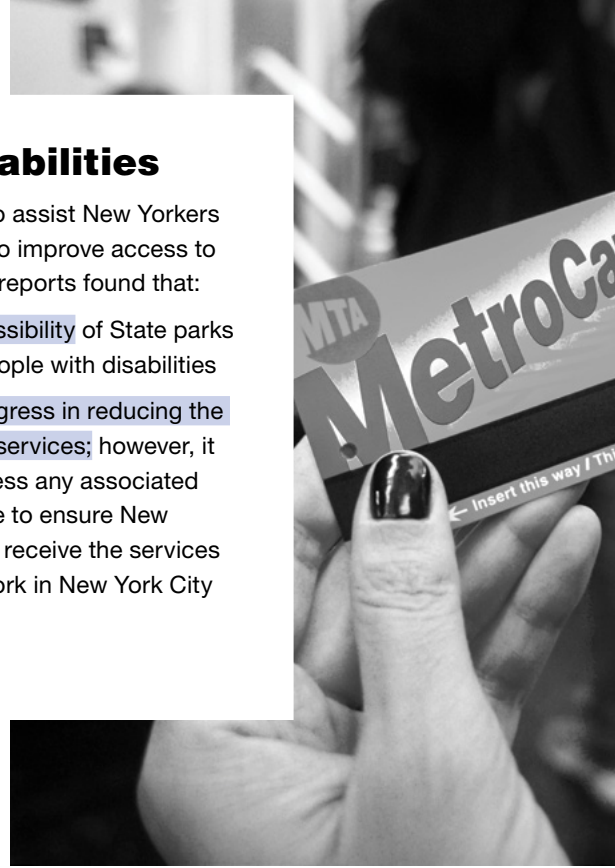 abilities
o assist New Yorkers
o improve access to
reports found that:
ssibility of State parks
ople with disabilities
gress in reducing the
services; however, it
ess any associated
e to ensure New
receive the services
ork in New York City
MTA
MetroCa
← Insert this way / Thi